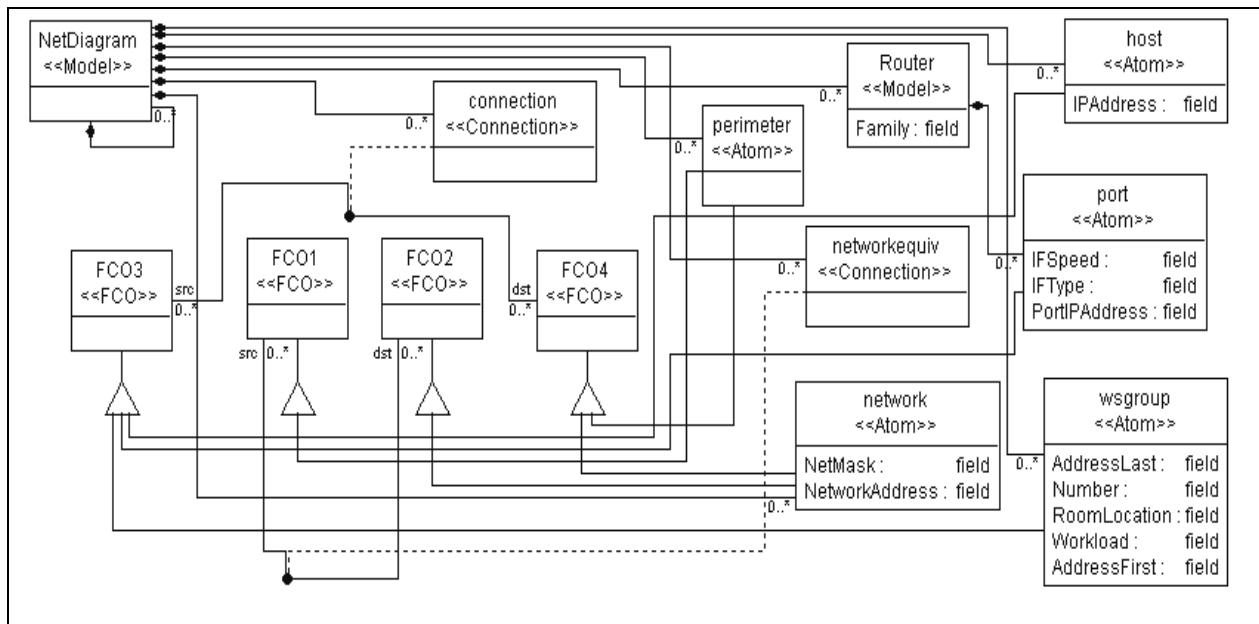 NetDiagram
<<Model>>
0..*
connection
<<Connection>>
0..*
perimeter
<<Atom>>
0..*
Router
<<Model>>
Family : field
0..*
host
<<Atom>>
IPAddress : field
0..*
port
<<Atom>>
IFSpeed : field
IFType : field
PortIPAddress : field
0..*
networkequiv
<<Connection>>
0..*
FCO3
<<FCO>>
src
0..*
FCO1
<<FCO>>
src 0..*
FCO2
<<FCO>>
dst 0..*
FCO4
<<FCO>>
dst
0..*
network
<<Atom>>
NetMask : field
NetworkAddress : field
0..*
wsgroup
<<Atom>>
AddressLast : field
Number : field
RoomLocation : field
Workload : field
AddressFirst : field
0..*